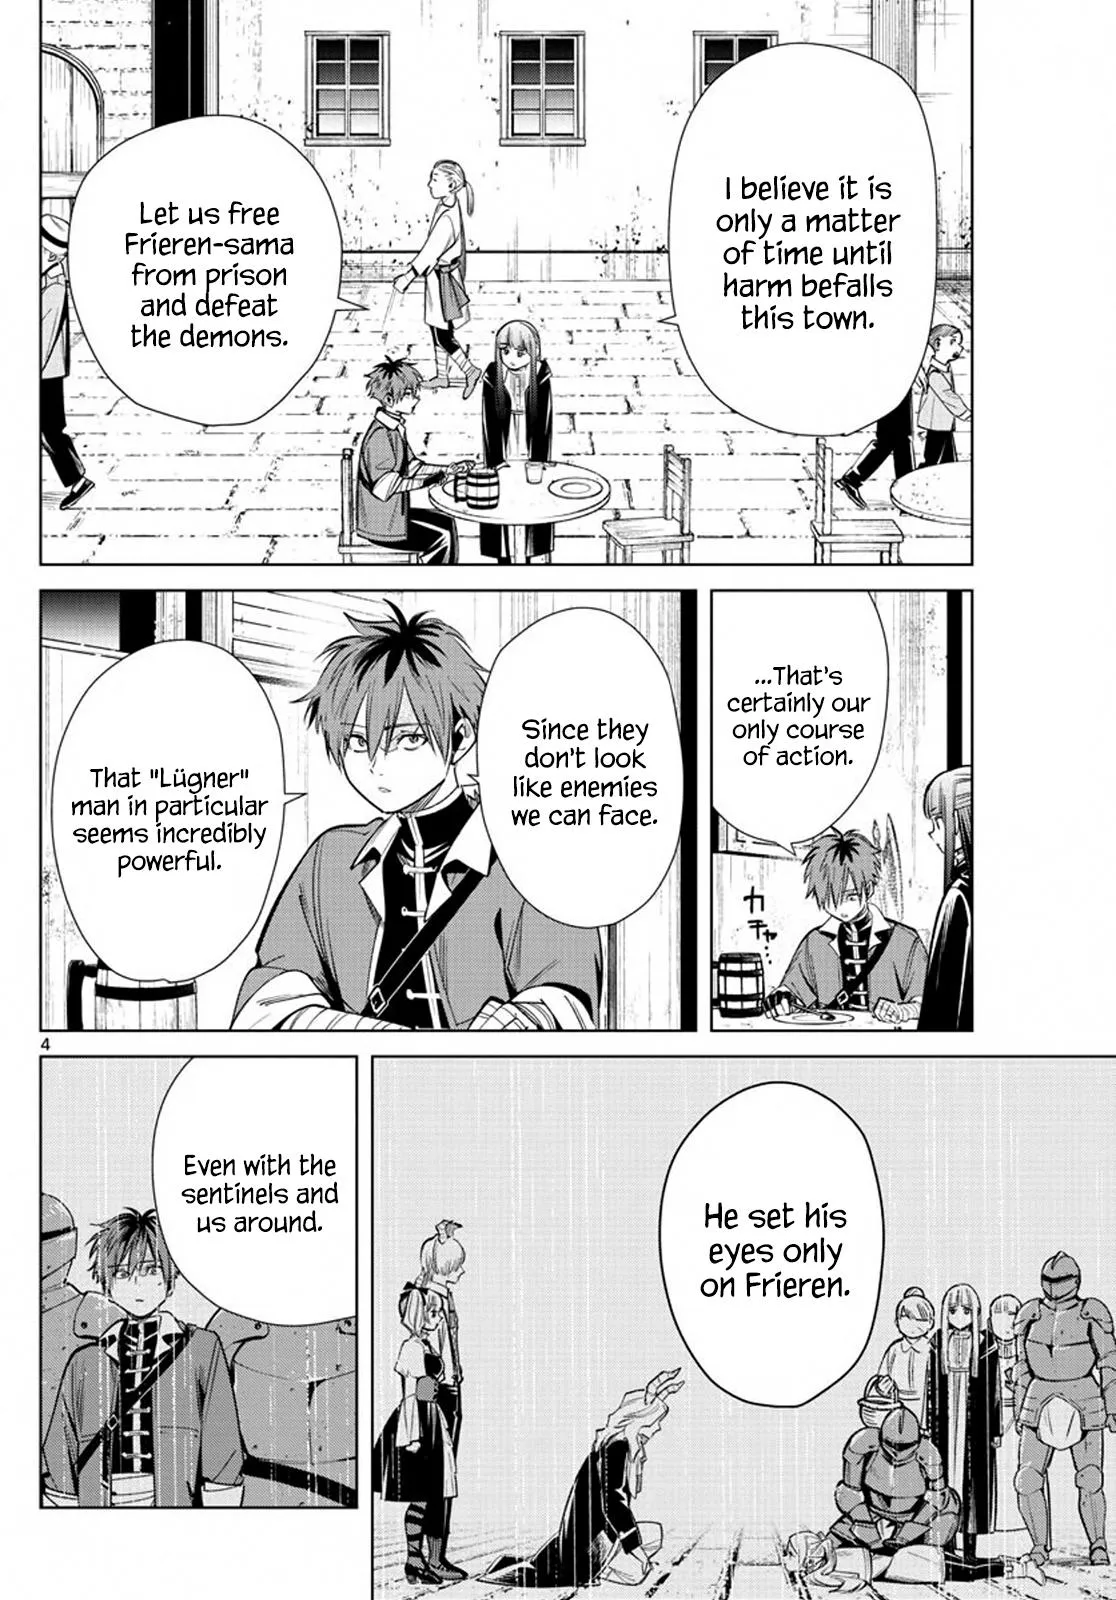 I believe it is
only a matter
of time until
harm befalls
this town.
Let us free
Frieren-sama
from prison
and defeat
the demons.
...That's
certainly our
only course
of action.
カチャ…
Since they
don't look
like enemies
we can face.
That "Lügner"
man in particular
seems incredibly
powerful.
4
He set his
eyes only
on Frieren.
Even with the
sentinels and
us around.